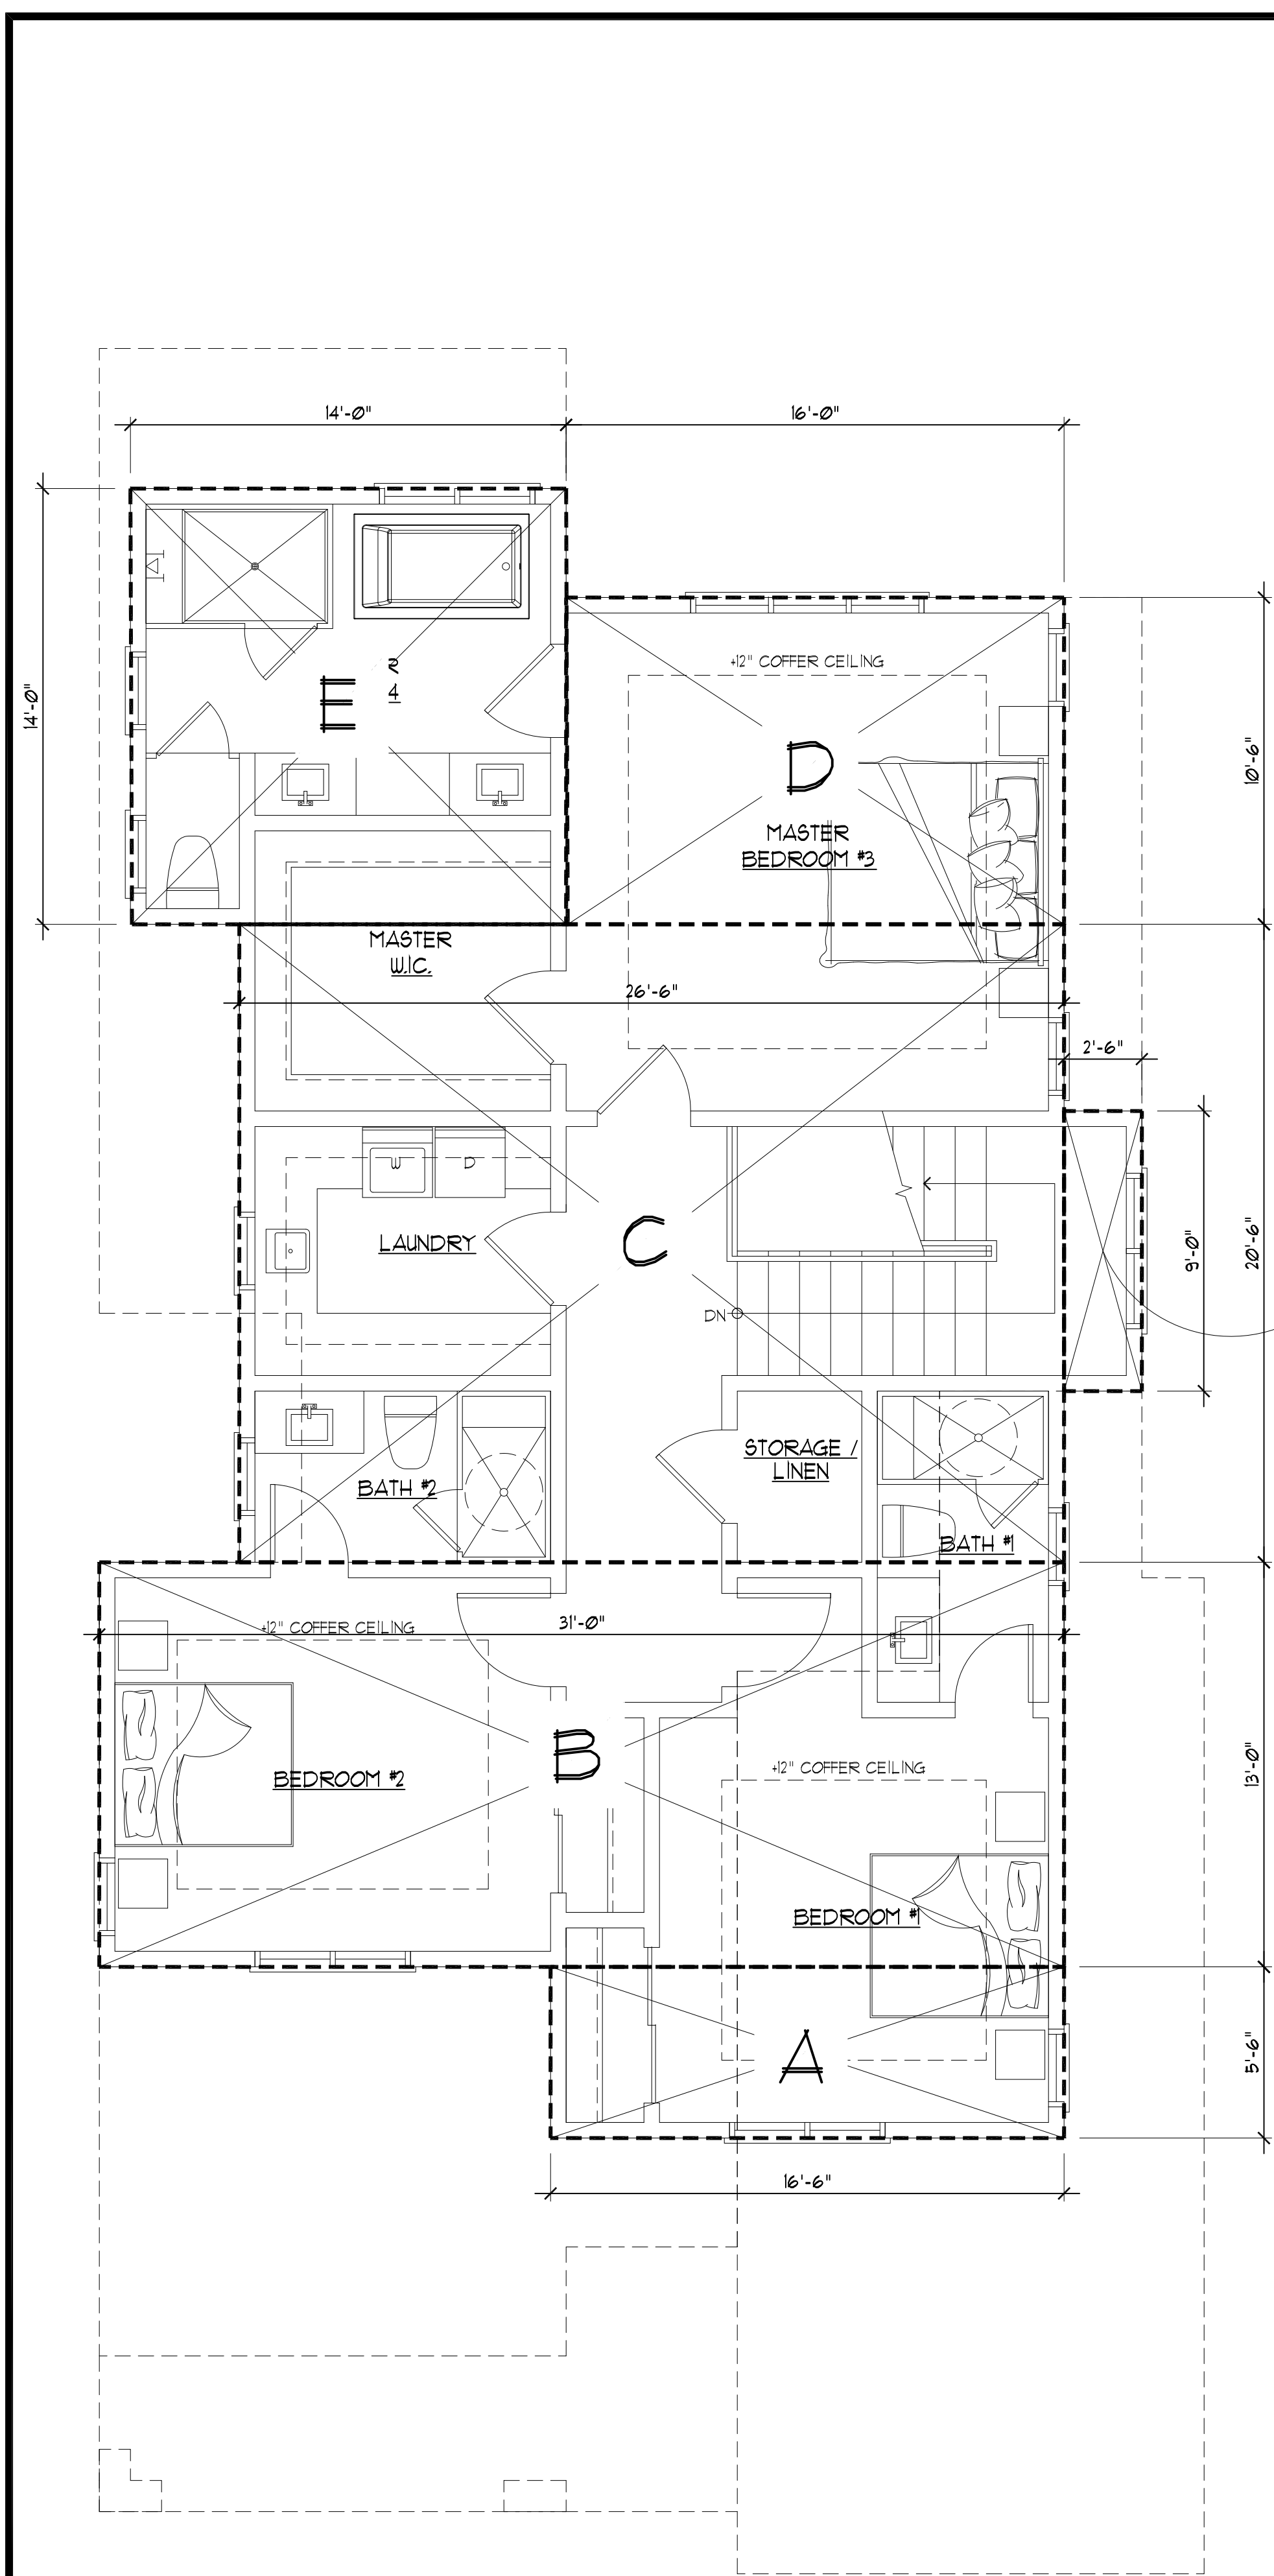 14'-0"
16'-0"
14'-0"
10'-6"
+12" COFFER CEILING
E
4
D
MASTER
BEDROOM #3
MASTER
W.I.C.
26'-6"
2'-6"
W
D
LAUNDRY
C
9'-0"
20'-6"
DN
STORAGE /
LINEN
BATH #2
BATH #1
+12" COFFER CEILING
31'-0"
B
BEDROOM #2
+12" COFFER CEILING
13'-0"
BEDROOM #1
A
5'-6"
16'-6"